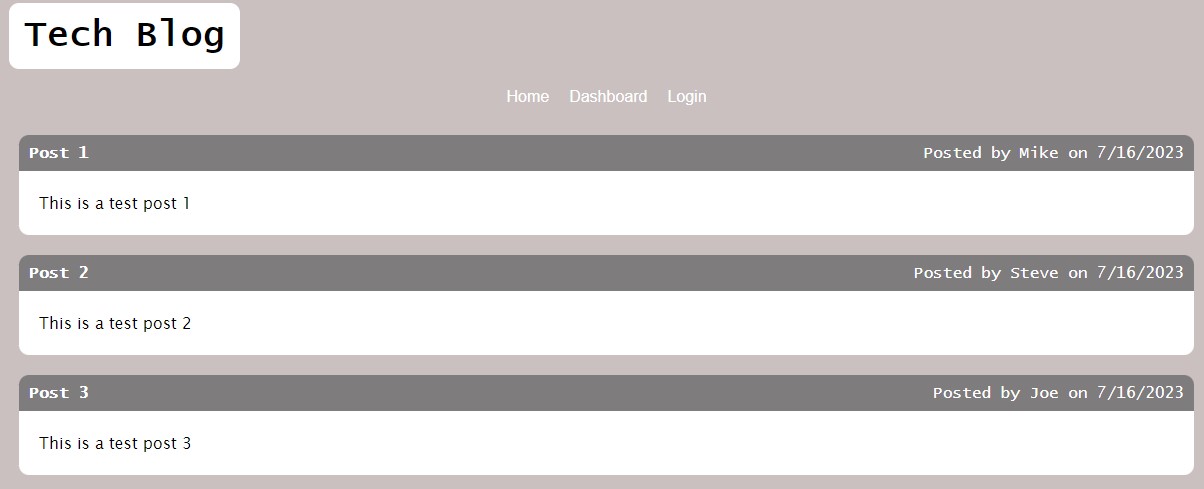 Tech Blog
Home Dashboard Login
Post 1 Posted by Mike on 7/16/2023
This is a test post 1
Post 2 Posted by Steve on 7/16/2023
This is a test post 2
Post 3 Posted by Joe on 7/16/2023
This is a test post 3